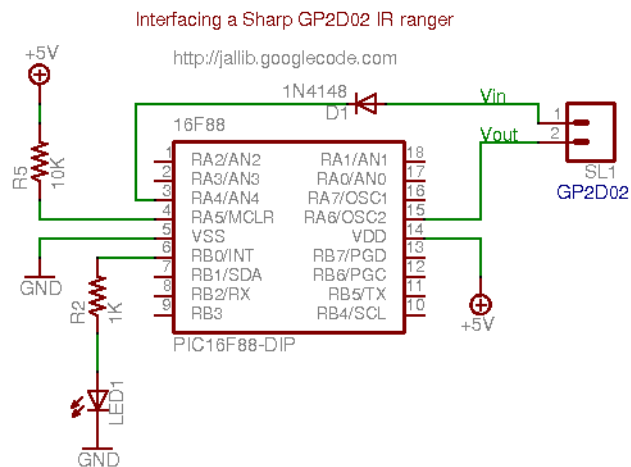 Interfacing a Sharp GP2D02 IR ranger
http://jallib.googlecode.com
+5V
1N4148
D1
Vin
Vout
1
2
SL1
GP2D02
R5
10K
16F88
1 RA2/AN2 RA1/AN1 18
2 RA3/AN3 RA0/AN0 17
3 RA4/AN4 RA7/OSC1 16
4 RA5/MCLR RA6/OSC2 15
5 VSS VDD 14
6 RB0/INT RB7/PGD 13
7 RB1/SDA RB6/PGC 12
8 RB2/RX RB5/TX 11
9 RB3 RB4/SCL 10
PIC16F88-DIP
GND
R2
1K
+5V
LED1
GND